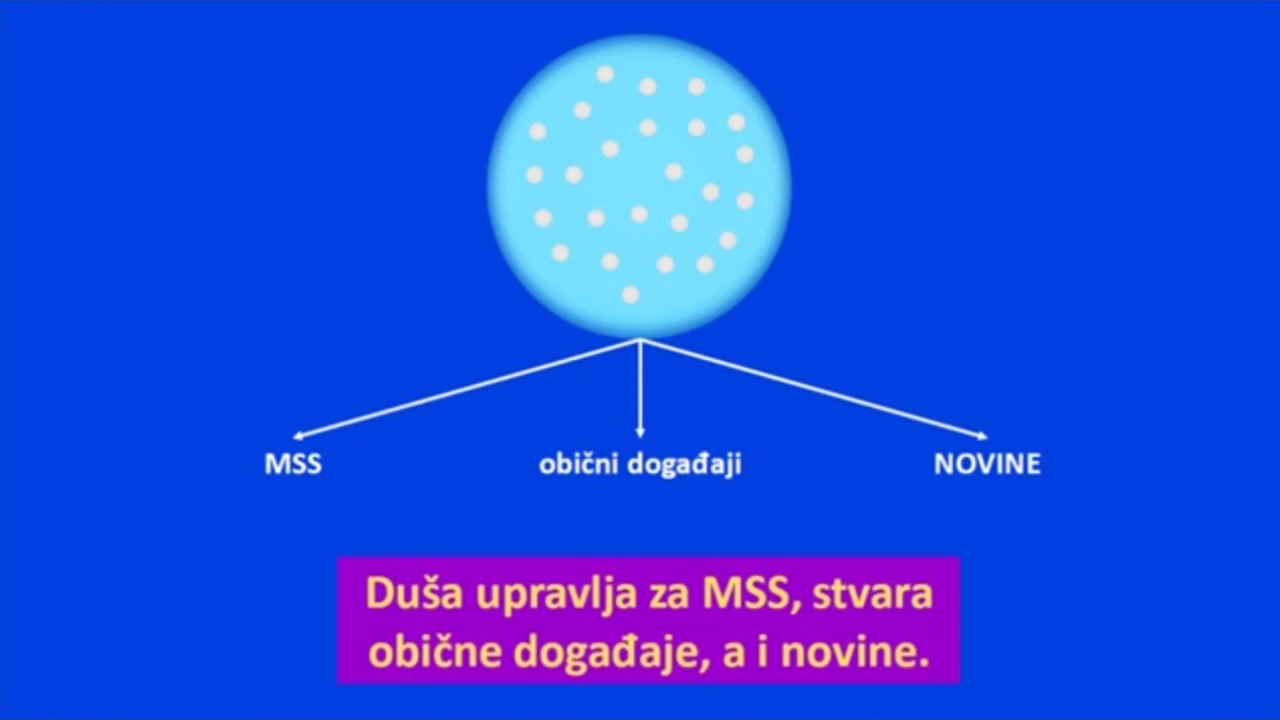 MSS
obični događaji
NOVINE
Duša upravlja za MSS, stvara
obične događaje, a i novine.